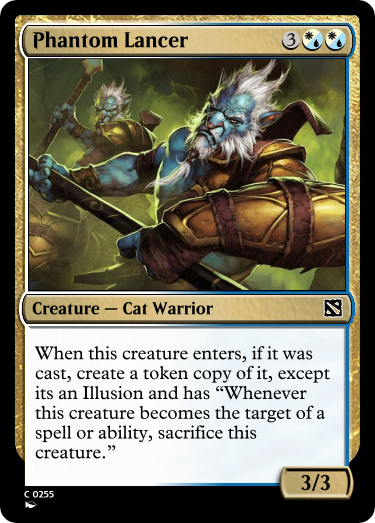 Phantom Lancer 3
Creature — Cat Warrior
When this creature enters, if it was
cast, create a token copy of it, except
its an Illusion and has “Whenever
this creature becomes the target of a
spell or ability, sacrifice this
creature.”
3/3
C 0255